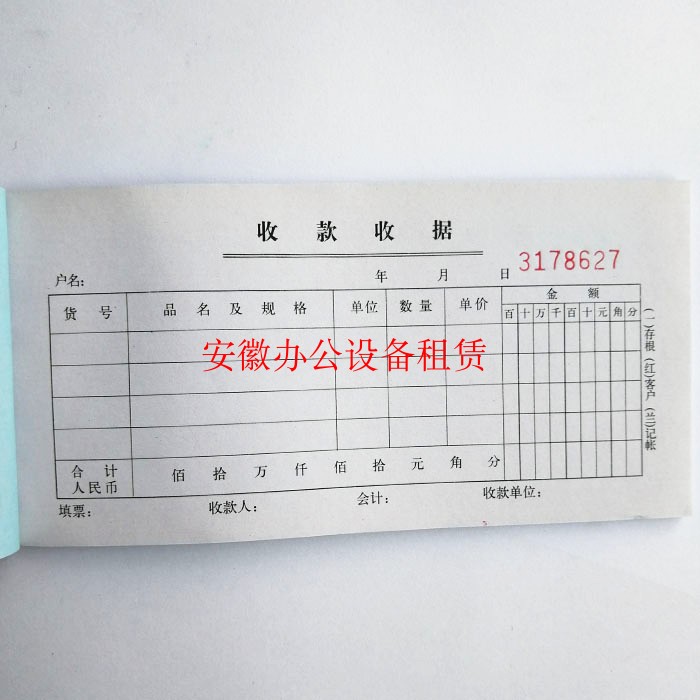 收款收据
户名： 年 月 日 3178627
货号 品名及规格 单位 数量 单价 金额
百 十 万 千 百 十 元 角 分
安徽办公设备租赁
合计 人民币 佰 拾 万 仟 佰 拾 元 角 分
填票： 收款人： 会计： 收款单位：
(一)存根 (红)客户 (兰)记帐